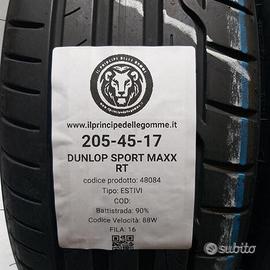 IL PRINCIPE DELLE GOMME
www.ilprincipedellegomme.it
205-45-17
DUNLOP SPORT MAXX
RT
codice prodotto: 48084
Tipo: ESTIVI
COD:
Battistrada: 90%
Codice Velocità: 88W
FILA: 16
subito